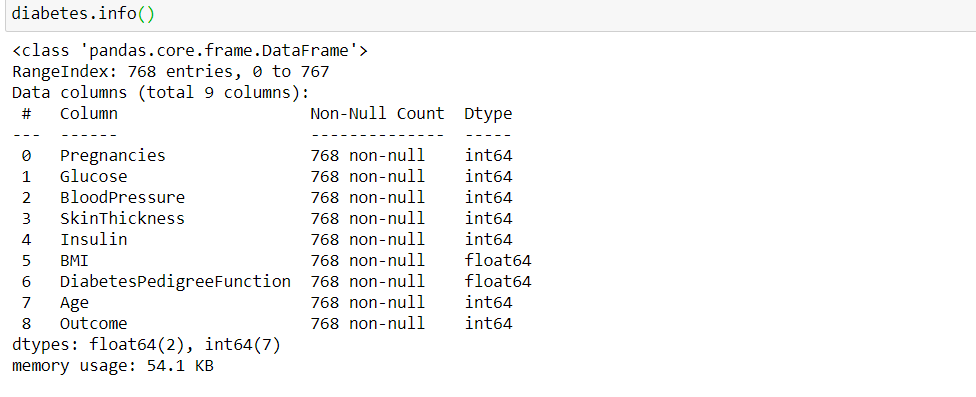 diabetes.info()
<class 'pandas.core.frame.DataFrame'>
RangeIndex: 768 entries, 0 to 767
Data columns (total 9 columns):
 #   Column                    Non-Null Count  Dtype
---  ------                    --------------  -----
 0   Pregnancies               768 non-null    int64
 1   Glucose                   768 non-null    int64
 2   BloodPressure             768 non-null    int64
 3   SkinThickness             768 non-null    int64
 4   Insulin                   768 non-null    int64
 5   BMI                       768 non-null    float64
 6   DiabetesPedigreeFunction  768 non-null    float64
 7   Age                       768 non-null    int64
 8   Outcome                   768 non-null    int64
dtypes: float64(2), int64(7)
memory usage: 54.1 KB